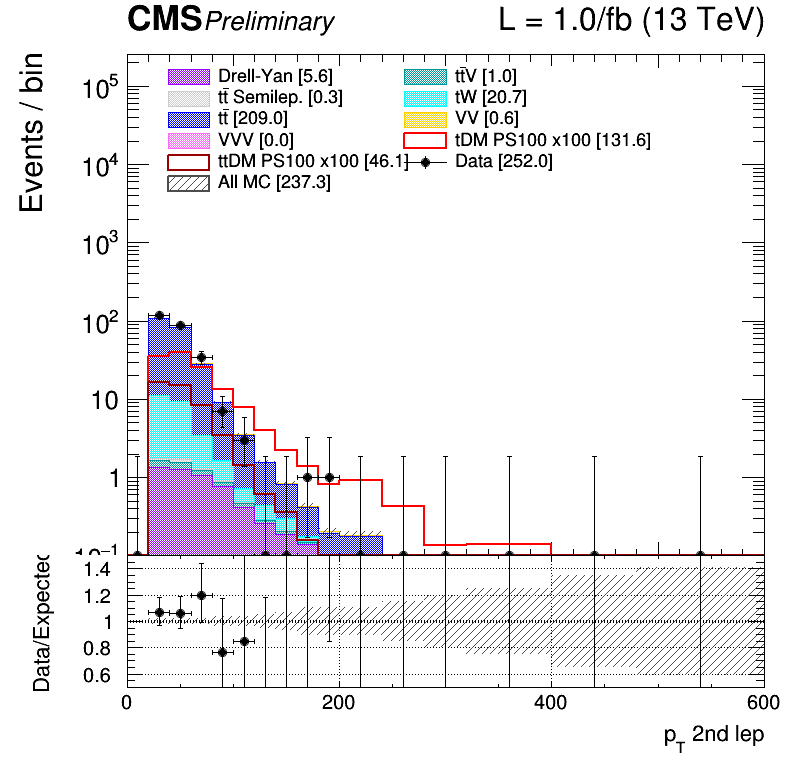 CMS Preliminary L = 1.0/fb (13 TeV)
Events / bin
Drell-Yan [5.6]
tt̄V [1.0]
tt̄ Semilep. [0.3]
tW [20.7]
tt̄ [209.0]
VV [0.6]
VVV [0.0]
tDM PS100 x100 [131.6]
ttDM PS100 x100 [46.1]
Data [252.0]
All MC [237.3]
10⁵
10⁴
10³
10²
10
1
10⁻¹
Data/Expected
1.4
1.2
1
0.8
0.6
0 200 400 600
p_T 2nd lep